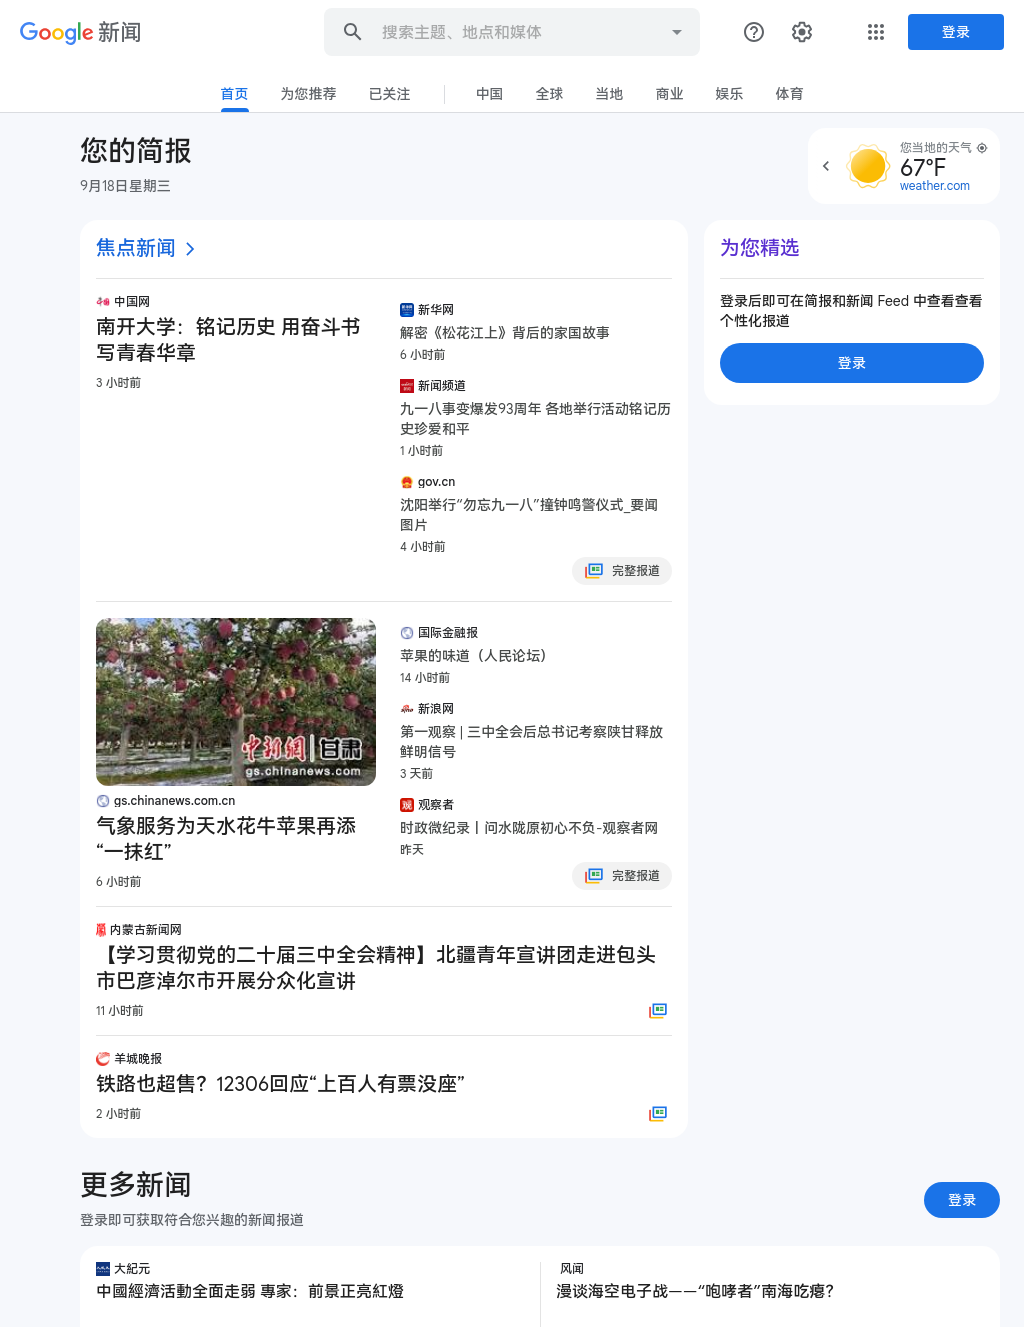 Google 新闻
搜索主题、地点和媒体
登录
首页
为您推荐
已关注
中国
全球
当地
商业
娱乐
体育
您的简报
9月18日星期三
您当地的天气
67°F
weather.com
焦点新闻
中国网
南开大学：铭记历史 用奋斗书
写青春华章
3 小时前
新华网
解密《松花江上》背后的家国故事
6 小时前
新闻频道
九一八事变爆发93周年 各地举行活动铭记历
史珍爱和平
1 小时前
gov.cn
沈阳举行“勿忘九一八”撞钟鸣警仪式_要闻
图片
4 小时前
完整报道
为您精选
登录后即可在简报和新闻 Feed 中查看查看
个性化报道
登录
中新網|甘肃
gs.chinanews.com
gs.chinanews.com.cn
气象服务为天水花牛苹果再添
“一抹红”
6 小时前
国际金融报
苹果的味道（人民论坛）
14 小时前
新浪网
第一观察 | 三中全会后总书记考察陕甘释放
鲜明信号
3 天前
观察者
时政微纪录丨问水陇原初心不负-观察者网
昨天
完整报道
内蒙古新闻网
【学习贯彻党的二十届三中全会精神】北疆青年宣讲团走进包头
市巴彦淖尔市开展分众化宣讲
11 小时前
羊城晚报
铁路也超售？12306回应“上百人有票没座”
2 小时前
更多新闻
登录即可获取符合您兴趣的新闻报道
登录
大紀元
中國經濟活動全面走弱 專家：前景正亮紅燈
风闻
漫谈海空电子战——“咆哮者”南海吃瘪？